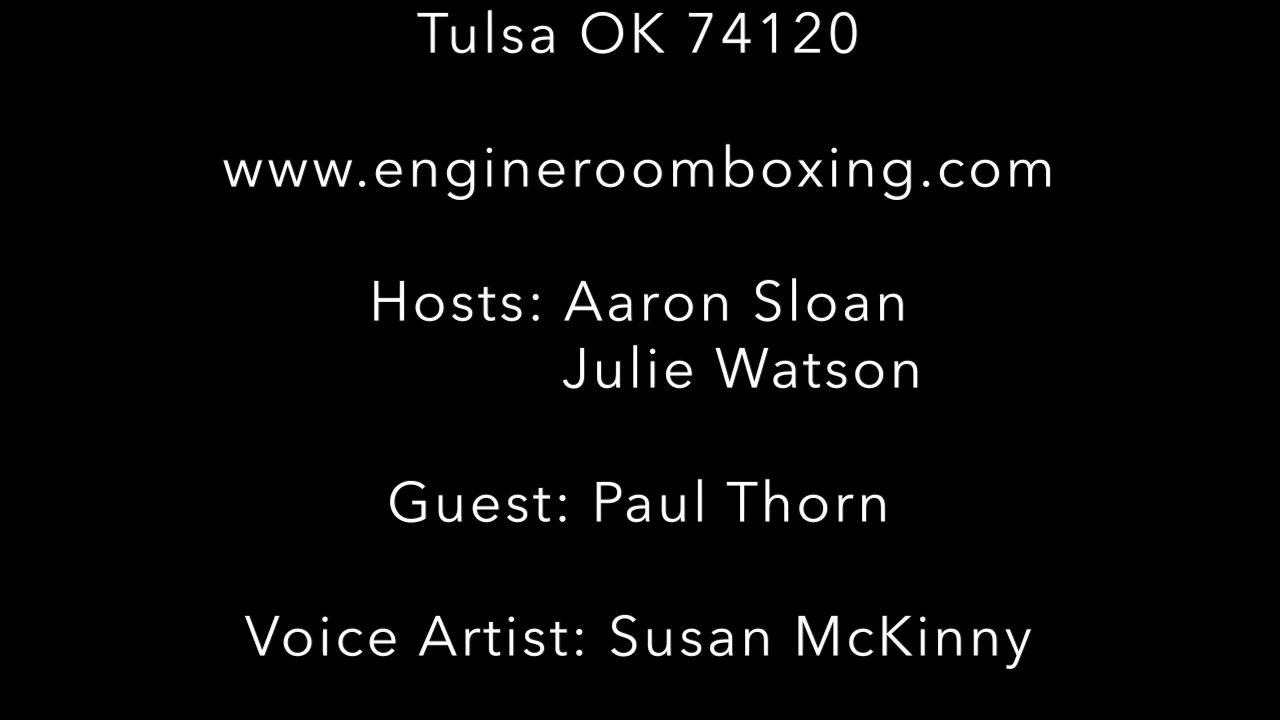 Tulsa OK 74120
www.engineroomboxing.com
Hosts: Aaron Sloan
Julie Watson
Guest: Paul Thorn
Voice Artist: Susan McKinny